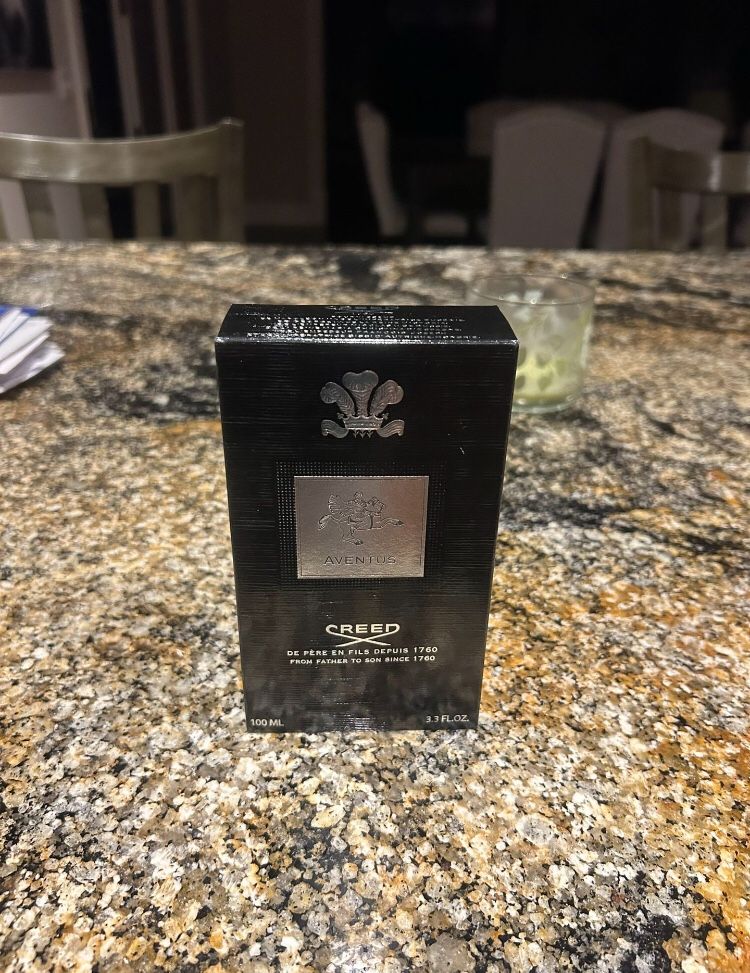 CREED
AVENTUS
CREED
DE PÈRE EN FILS DEPUIS 1760
FROM FATHER TO SON SINCE 1760
100 ML
3.3 FL.OZ.